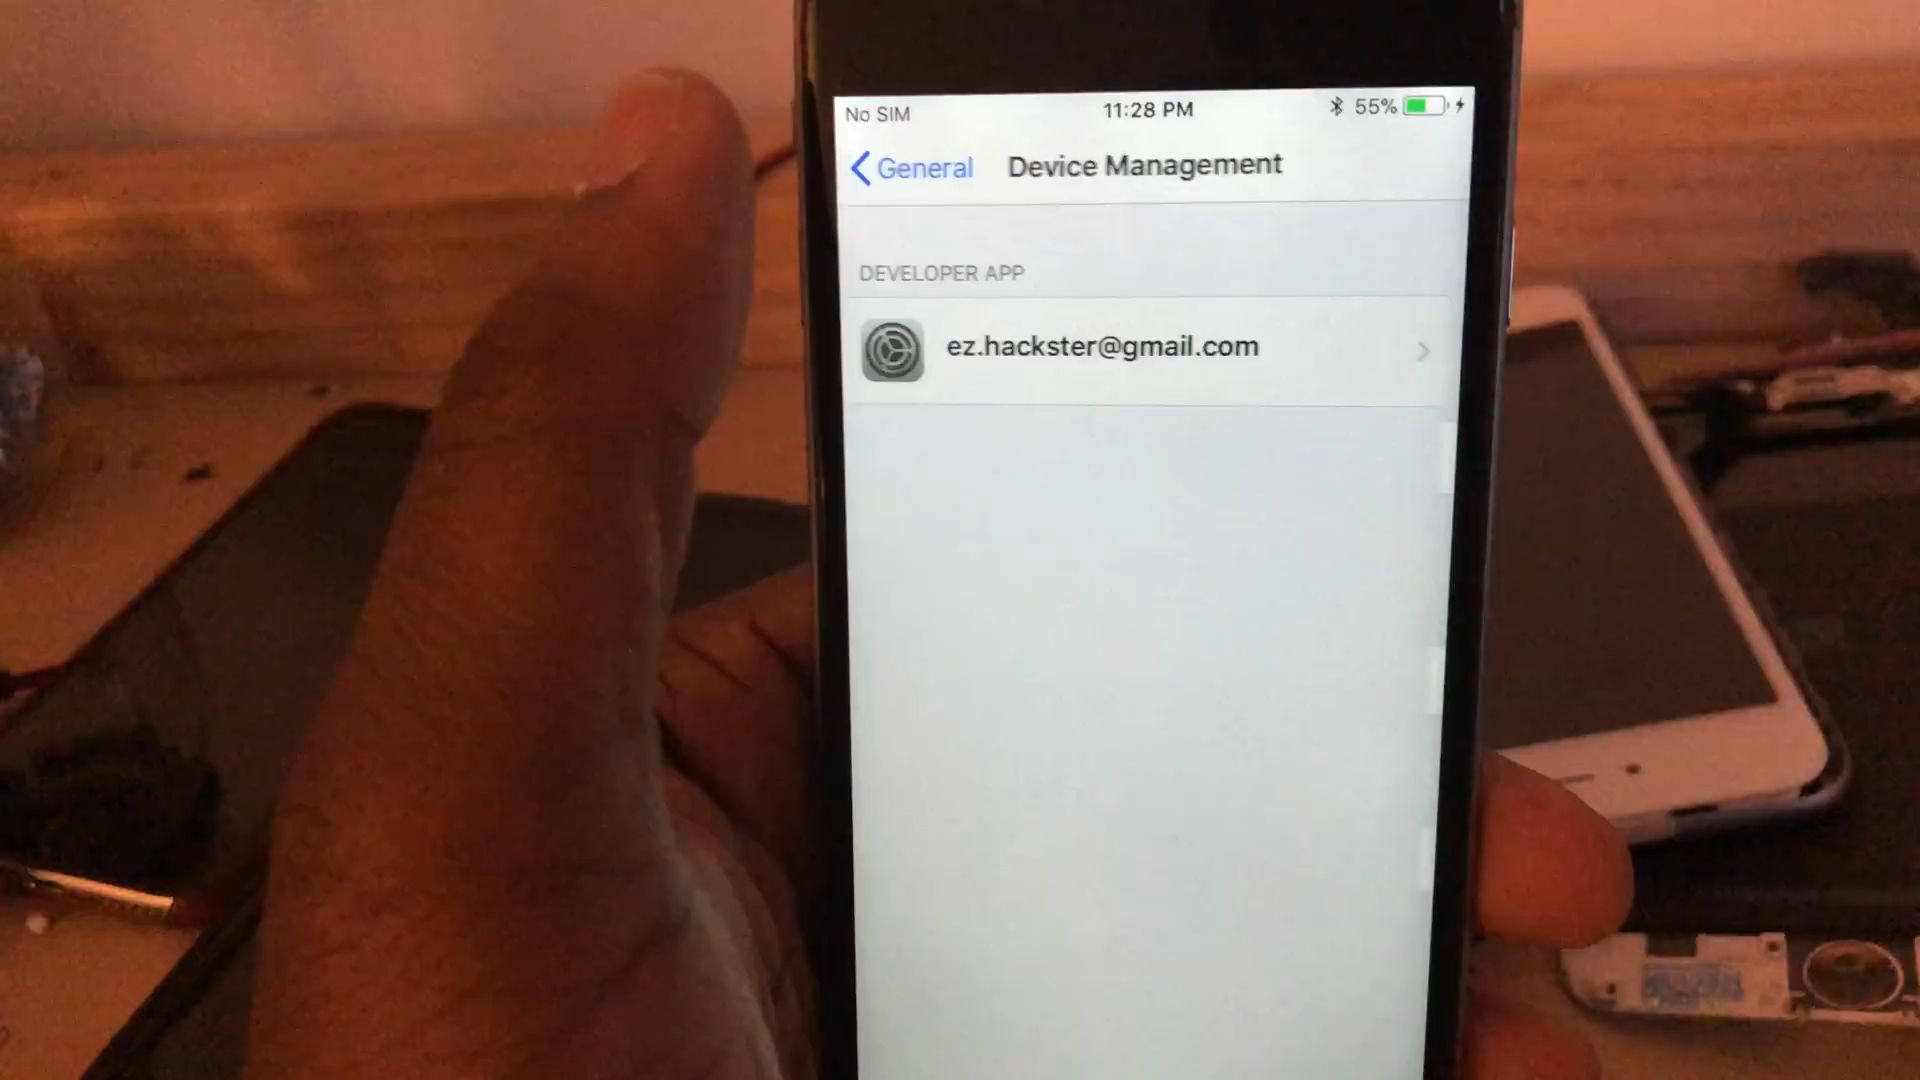 No SIM 11:28 PM 55%
General Device Management
DEVELOPER APP
ez.hackster@gmail.com